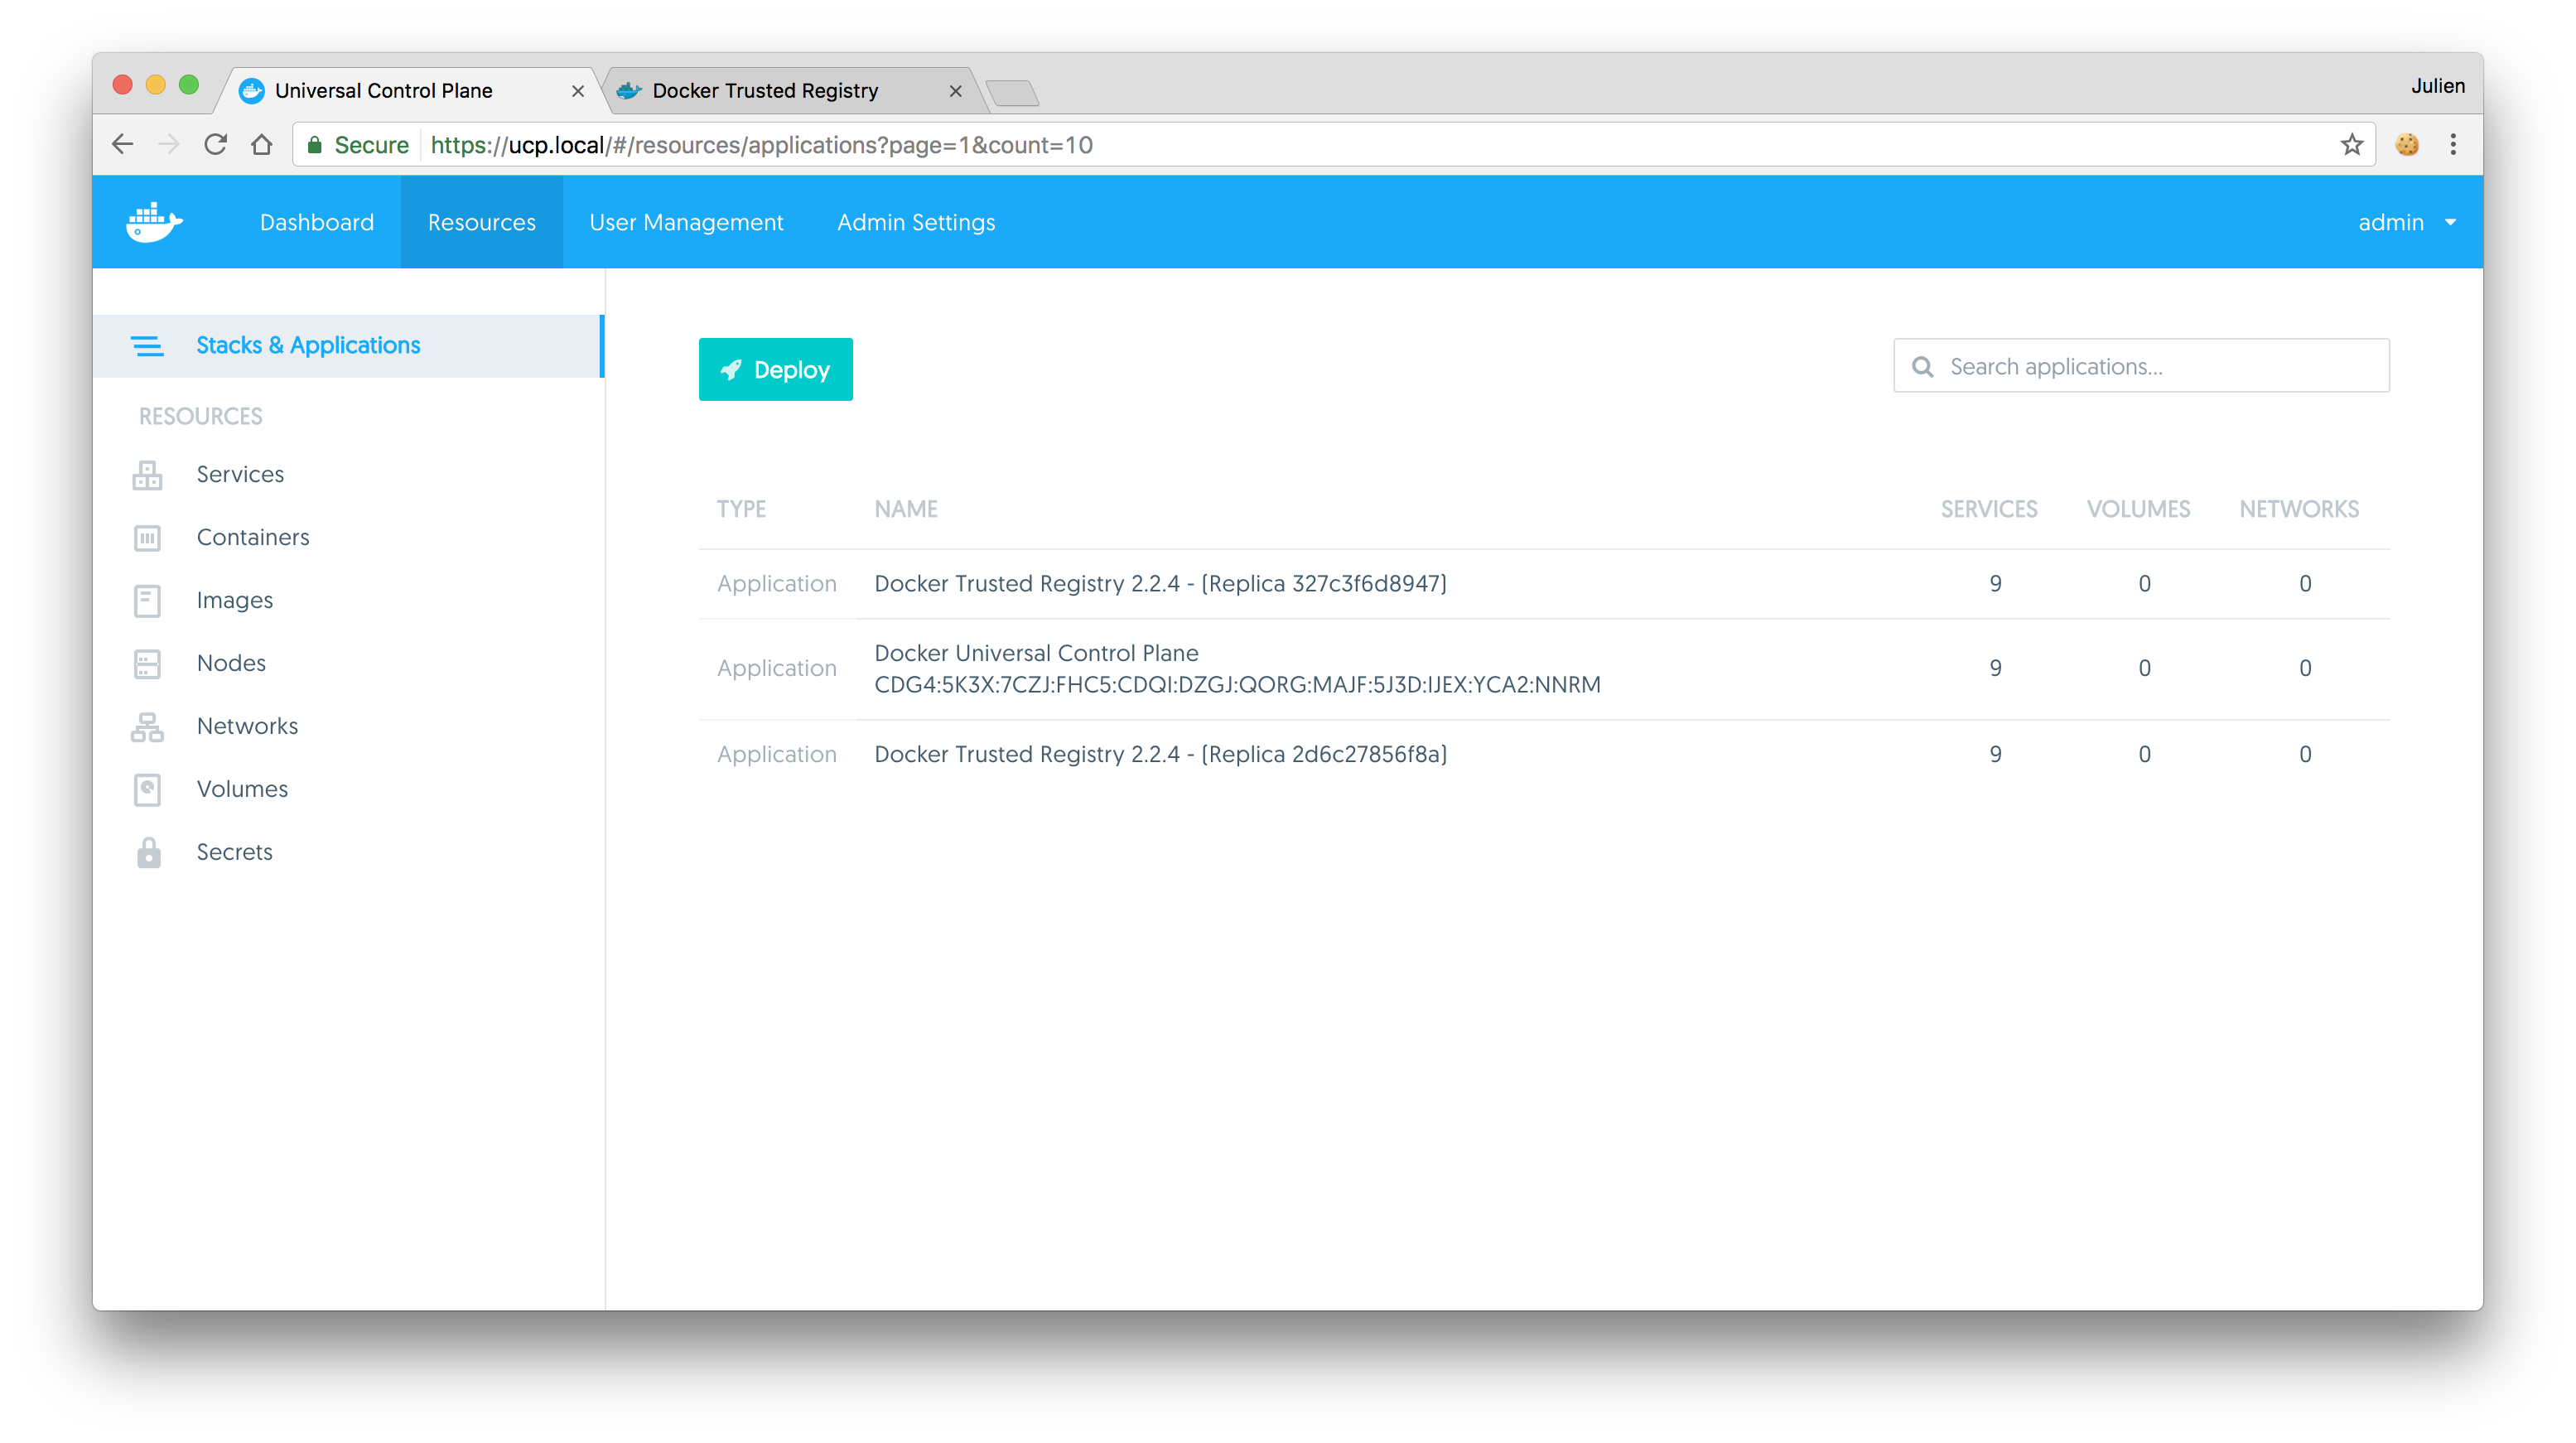 Universal Control Plane
Docker Trusted Registry
Julien
Secure https://ucp.local/#/resources/applications?page=1&count=10
Dashboard Resources User Management Admin Settings admin
Stacks & Applications
RESOURCES
Services
Containers
Images
Nodes
Networks
Volumes
Secrets
Deploy
Search applications...
TYPE NAME SERVICES VOLUMES NETWORKS
Application Docker Trusted Registry 2.2.4 - (Replica 327c3f6d8947) 9 0 0
Docker Universal Control Plane
Application CDG4:5K3X:7CZJ:FHC5:CDQI:DZGJ:QORG:MAJF:5J3D:IJEX:YCA2:NNRM 9 0 0
Application Docker Trusted Registry 2.2.4 - (Replica 2d6c27856f8a) 9 0 0